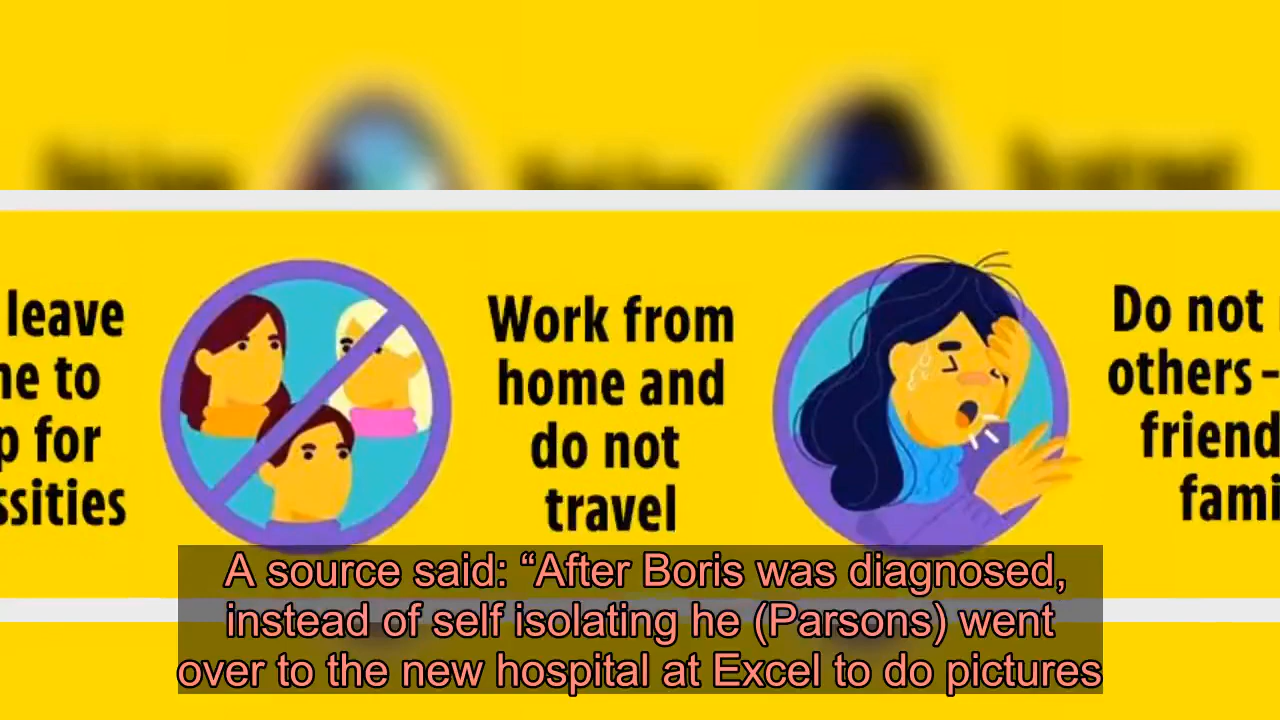 leave
ne to
p for
ssities
Work from
home and
do not
travel
Do not
others -
friend
fami
A source said: “After Boris was diagnosed,
instead of self isolating he (Parsons) went
over to the new hospital at Excel to do pictures